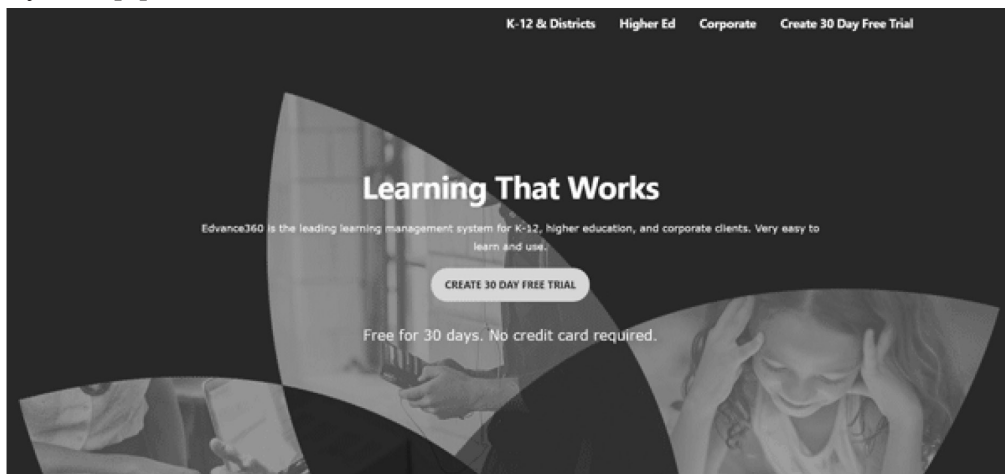 K-12 & Districts Higher Ed Corporate Create 30 Day Free Trial
Learning That Works
Edvance360 is the leading learning management system for K-12, higher education, and corporate clients. Very easy to
learn and use.
CREATE 30 DAY FREE TRIAL
Free for 30 days. No credit card required.